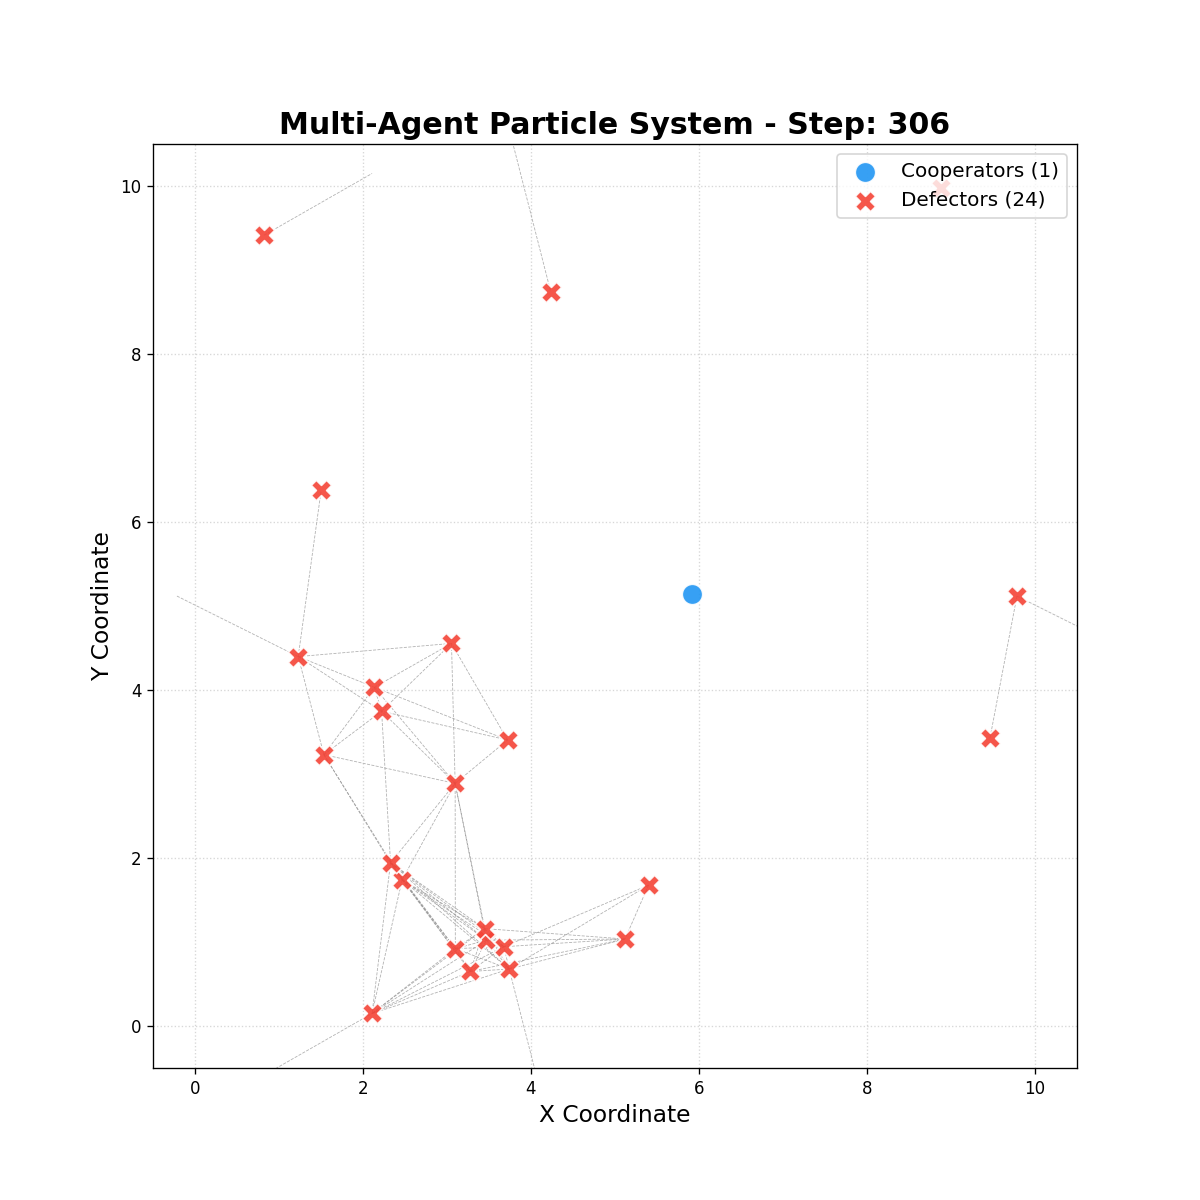 Multi-Agent Particle System - Step: 306
Cooperators (1)
Defectors (24)
10
8
6
4
2
0
Y Coordinate
0
2
4
6
8
10
X Coordinate